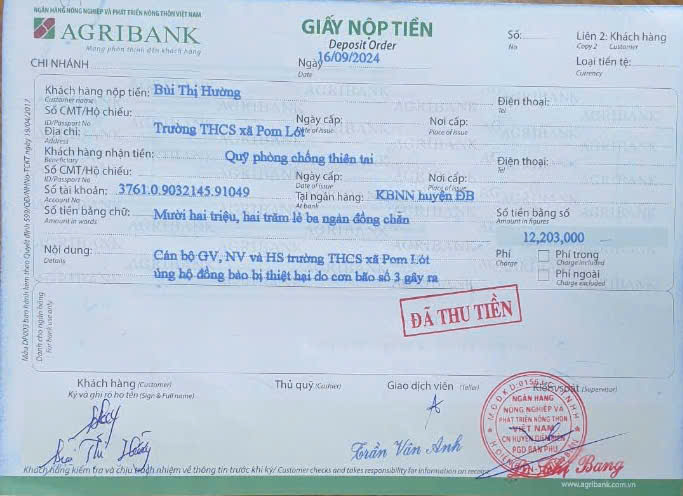 NGÂN HÀNG NÔNG NGHIỆP VÀ PHÁT TRIỂN NÔNG THÔN VIỆT NAM
AGRIBANK
Mang phồn thịnh đến khách hàng
GIẤY NỘP TIỀN
Deposit Order
Ngày 16/09/2024
Date
Số:
No
Liên 2: Khách hàng
Copy 2 Customer
Loại tiền tệ:
Currency
CHI NHÁNH
Khách hàng nộp tiền: Bùi Thị Hường
Customer name
Điện thoại:
Tel
Số CMT/Hộ chiếu:
ID/Passport No
Ngày cấp:
Date of issue
Nơi cấp:
Place of issue
Địa chỉ: Trường THCS xã Pom Lót
Address
Khách hàng nhận tiền: Quỹ phòng chống thiên tai
Beneficiary
Điện thoại:
Tel
Số CMT/Hộ chiếu:
ID/Passport No
Ngày cấp:
Date of issue
Nơi cấp:
Place of issue
Số tài khoản: 3761.0.9032145.91049
Account No
Tại ngân hàng: KBNN huyện ĐB
At bank
Số tiền bằng chữ: Mười hai triệu, hai trăm lẻ ba ngàn đồng chẵn
Amount in words
Số tiền bằng số
Amount in figures
12,203,000
Nội dung: Cán bộ GV, NV và HS trường THCS xã Pom Lót
Details
ủng hộ đồng bào bị thiệt hại do cơn bão số 3 gây ra
Phí
Charge
Phí trong
Charge included
Phí ngoài
Charge excluded
Dành cho ngân hàng
For bank use only
ĐÃ THU TIỀN
Khách hàng (Customer)
Ký và ghi rõ họ tên (Sign & Full name)
Thủ quỹ (Cashier)
Giao dịch viên (Teller)
Kiểm soát (Supervisor)
NGÂN HÀNG
NÔNG NGHIỆP VÀ
PHÁT TRIỂN NÔNG THÔN
VIỆT NAM
CN HUYỆN ĐIỆN BIÊN
PGD BẢN PHỦ
Trần Vân Anh
Bang
Khách hàng kiểm tra và chịu trách nhiệm về thông tin trước khi ký/ Customer checks and takes responsibility for information on
www.agribank.com.vn